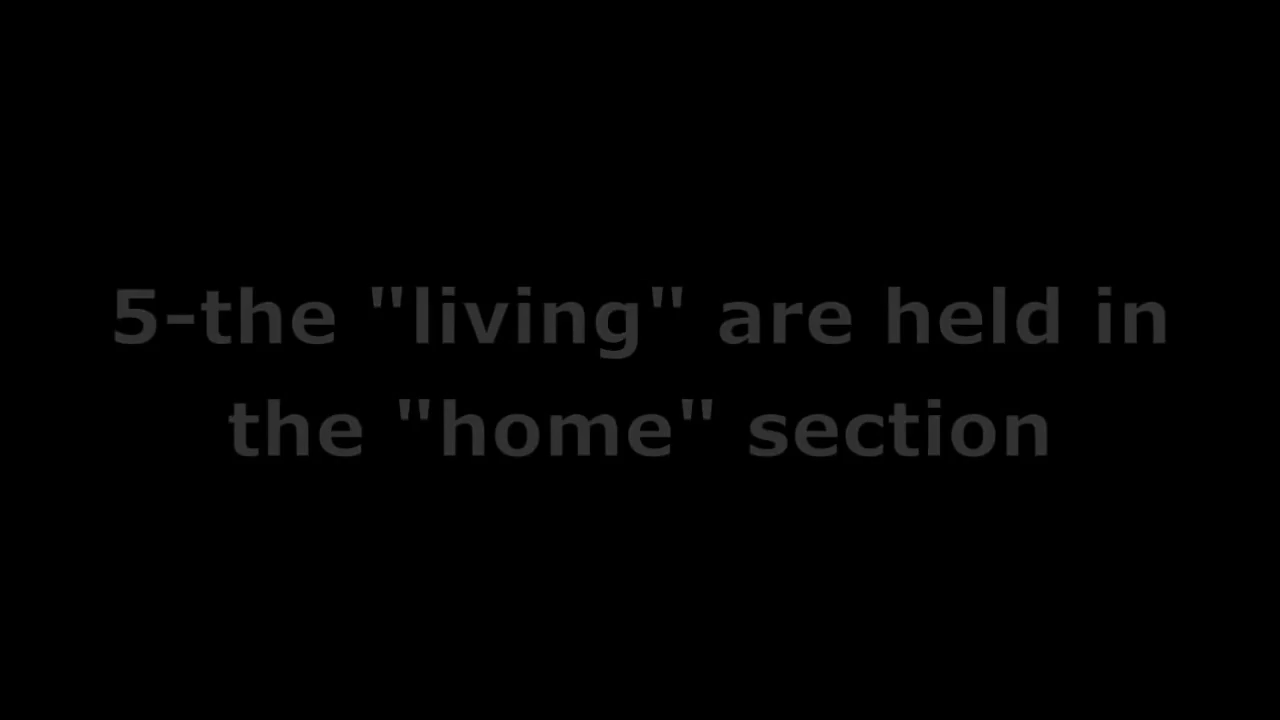 5-the "living" are held in
the "home" section